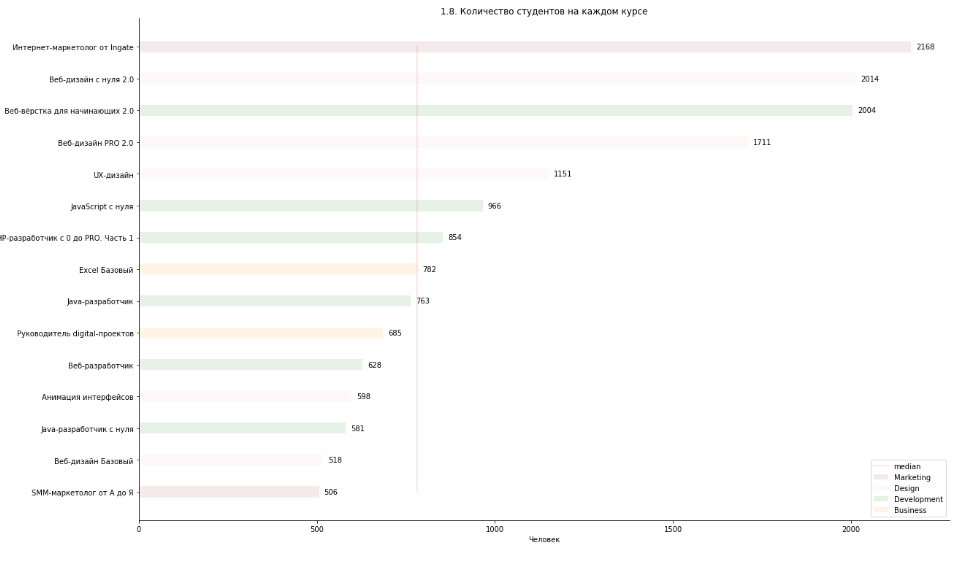 1.8. Количество студентов на каждом курсе
Интернет-маркетолог от Ingate 2168
Веб-дизайн с нуля 2.0 2014
Веб-вёрстка для начинающих 2.0 2004
Веб-дизайн PRO 2.0 1711
UX-дизайн 1151
JavaScript с нуля 966
HP-разработчик с 0 до PRO. Часть 1 854
Excel Базовый 782
Java-разработчик 763
Руководитель digital-проектов 685
Веб-разработчик 628
Анимация интерфейсов 598
Java-разработчик с нуля 581
Веб-дизайн Базовый 518
SMM-маркетолог от А до Я 506
median
Marketing
Design
Development
Business
0 500 1000 1500 2000
Человек